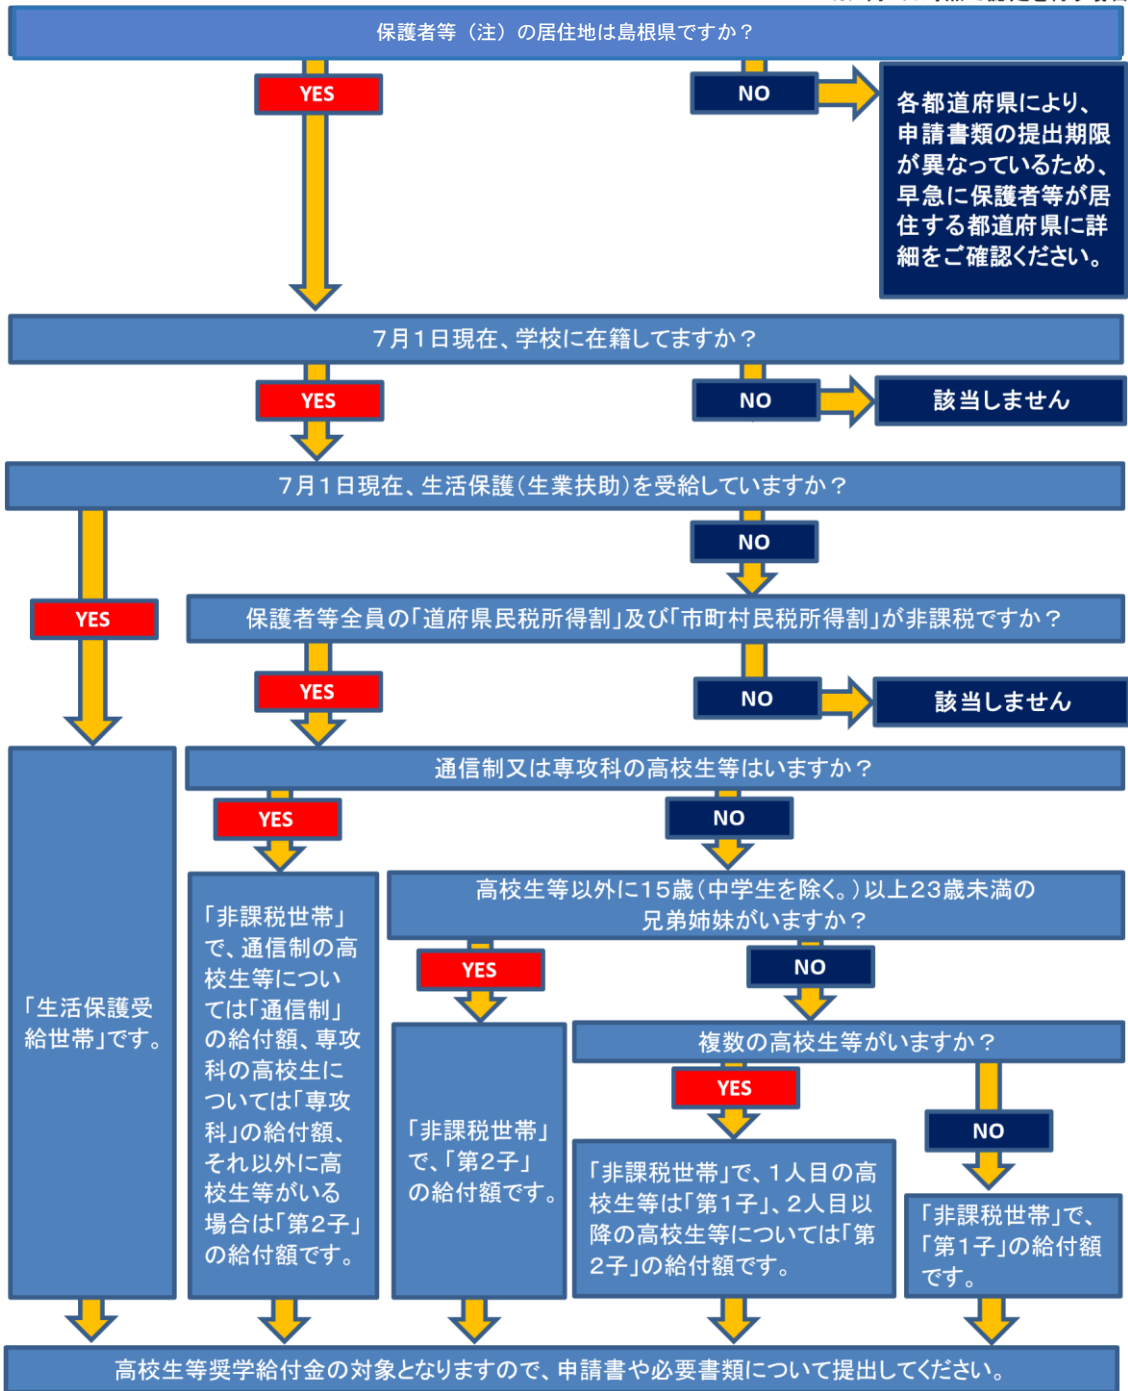 保護者等（注）の居住地は島根県ですか？
YES
NO
各都道府県により、
申請書類の提出期限
が異なっているため、
早急に保護者等が居
住する都道府県に詳
細をご確認ください。
７月１日現在、学校に在籍してますか？
YES
NO
該当しません
７月１日現在、生活保護（生業扶助）を受給していますか？
NO
YES
保護者等全員の「道府県民税所得割」及び「市町村民税所得割」が非課税ですか？
YES
NO
該当しません
通信制又は専攻科の高校生等はいますか？
YES
NO
高校生等以外に１５歳（中学生を除く。）以上２３歳未満の
兄弟姉妹がいますか？
YES
NO
「生活保護受
給世帯」です。
「非課税世帯」
で、通信制の高
校生等につい
ては「通信制」
の給付額、専攻
科の高校生に
ついては「専攻
科」の給付額、
それ以外に高
校生等がいる
場合は「第２子」
の給付額です。
複数の高校生等がいますか？
YES
NO
「非課税世帯」
で、「第２子」
の給付額です。
「非課税世帯」で、１人目の高
校生等は「第１子」、２人目以
降の高校生等については「第
２子」の給付額です。
「非課税世帯」で、
「第１子」の給付額
です。
高校生等奨学給付金の対象となりますので、申請書や必要書類について提出してください。